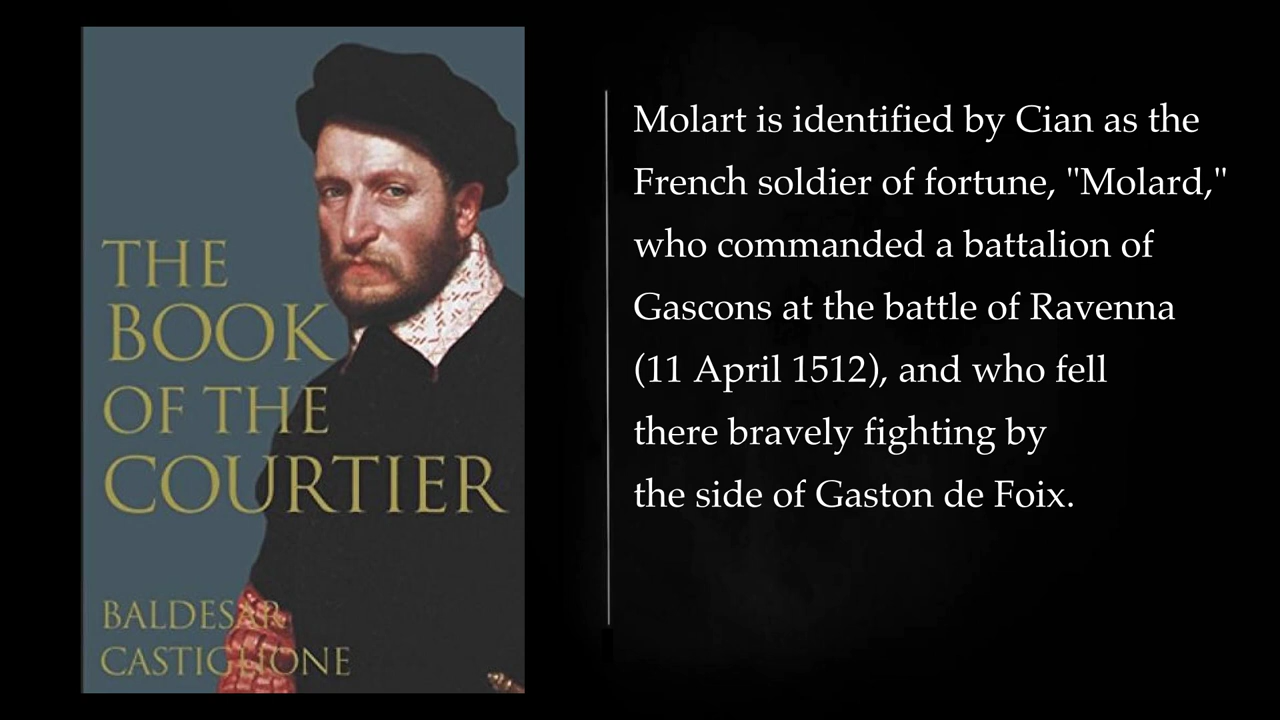 THE
BOOK
OF THE
COURTIER
BALDESAR
CASTIGLIONE
Molart is identified by Cian as the
French soldier of fortune, "Molard,"
who commanded a battalion of
Gascons at the battle of Ravenna
(11 April 1512), and who fell
there bravely fighting by
the side of Gaston de Foix.